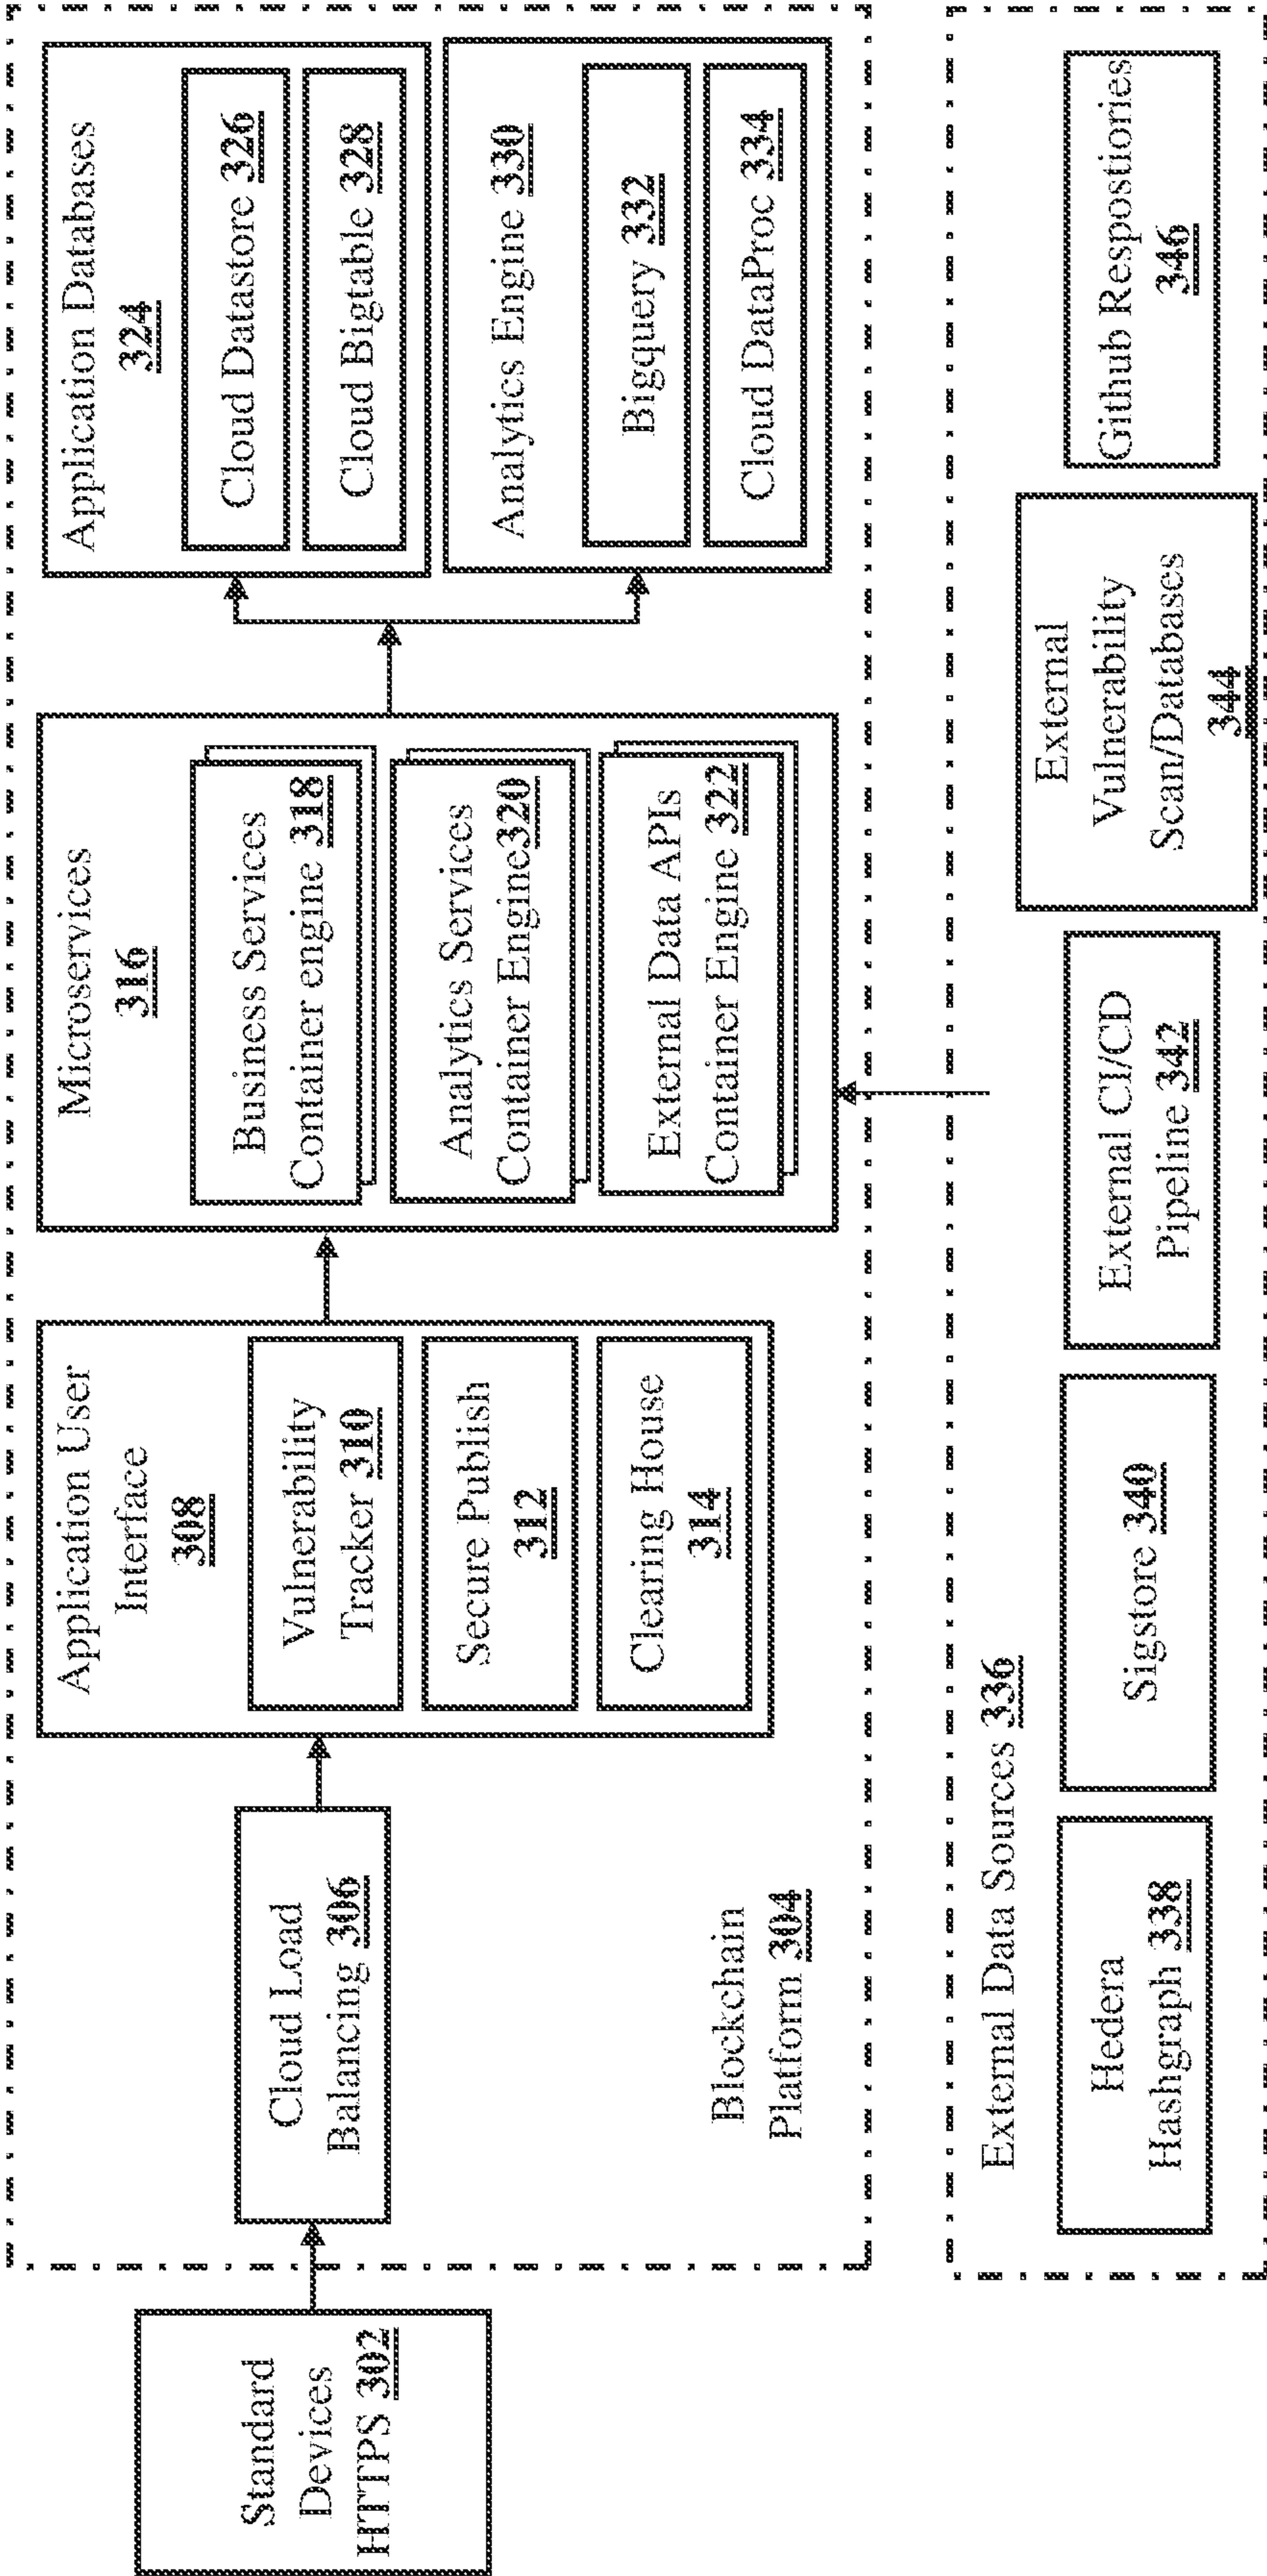 Standard
Devices
HTTPS 302
Cloud Load
Balancing 306
Blockchain
Platform 304
Application User
Interface
308
Vulnerability
Tracker 310
Secure Publish
312
Clearing House
314
Microservices
316
Business Services
Container engine 318
Analytics Services
Container Engine320
External Data APIs
Container Engine 322
Application Databases
324
Cloud Datastore 326
Cloud Bigtable 328
Analytics Engine 330
Bigquery 332
Cloud DataProc 334
External Data Sources 336
Hedera
Hashgraph 338
Sigstore 340
External CI/CD
Pipeline 342
External
Vulnerability
Scan/Databases
344
Github Respostiories
346